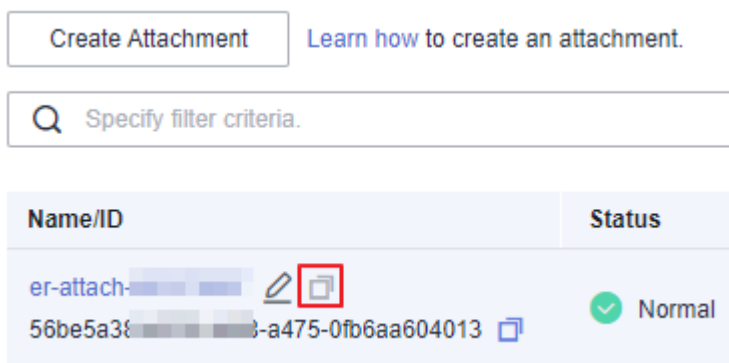 Create Attachment Learn how to create an attachment.
Specify filter criteria.
Name/ID Status
er-attach-
56be5a38 -a475-0fb6aa604013
Normal